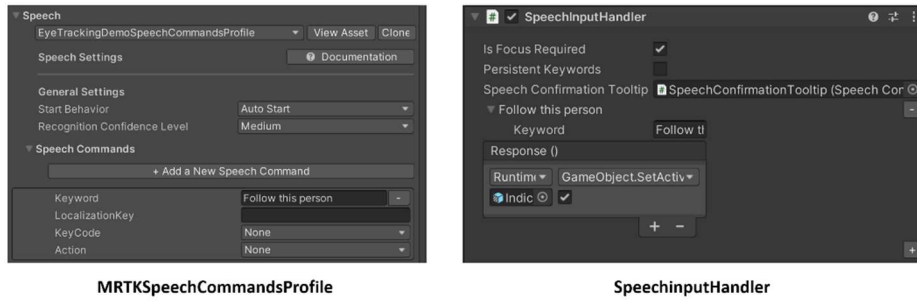 Speech
EyeTrackingDemoSpeechCommandsProfile View Asset Clone
Speech Settings Documentation
General Settings
Start Behavior Auto Start
Recognition Confidence Level Medium
Speech Commands
+ Add a New Speech Command
Keyword Follow this person -
LocalizationKey
KeyCode None
Action None
MRTKSpeechCommandsProfile
SpeechInputHandler
Is Focus Required
Persistent Keywords
Speech Confirmation Tooltip SpeechConfirmationTooltip (Speech Cor
Follow this person -
Keyword Follow tl
Response ()
Runtim GameObject.SetActiv
Indic
+ -
+
SpeechinputHandler